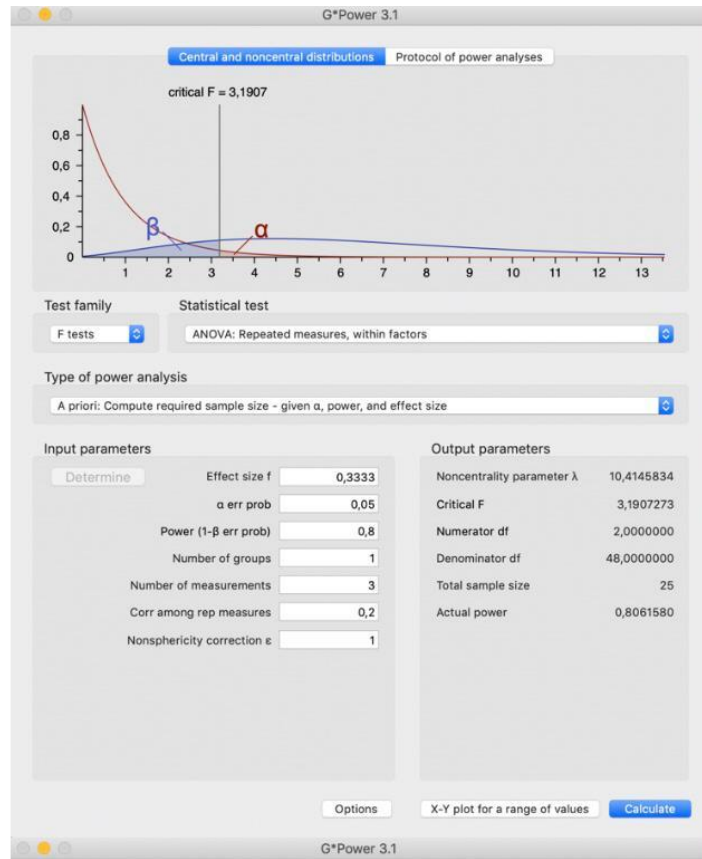 G*Power 3.1
Central and noncentral distributions Protocol of power analyses
critical F = 3,1907
0,8
0,6
0,4
0,2
0
β
α
1 2 3 4 5 6 7 8 9 10 11 12 13
Test family Statistical test
F tests ANOVA: Repeated measures, within factors
Type of power analysis
A priori: Compute required sample size - given α, power, and effect size
Input parameters Output parameters
Determine Effect size f 0,3333 Noncentrality parameter λ 10,4145834
α err prob 0,05 Critical F 3,1907273
Power (1-β err prob) 0,8 Numerator df 2,0000000
Number of groups 1 Denominator df 48,0000000
Number of measurements 3 Total sample size 25
Corr among rep measures 0,2 Actual power 0,8061580
Nonsphericity correction ε 1
Options X-Y plot for a range of values Calculate
G*Power 3.1